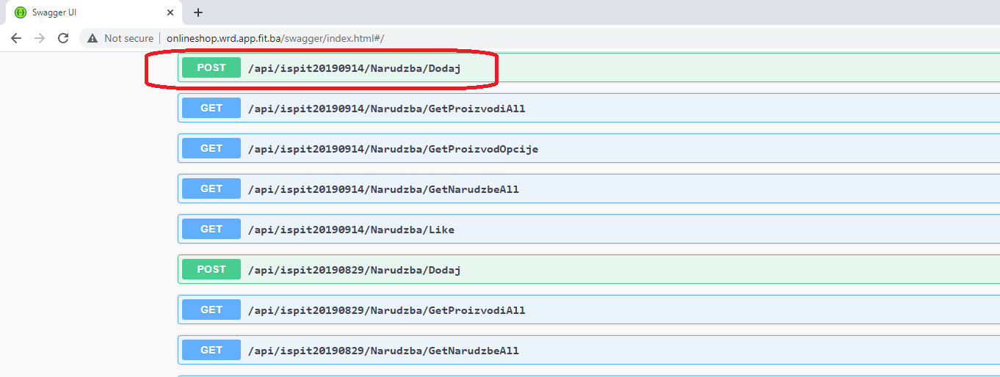 Swagger UI
Not secure onlineshop.wrd.app.fit.ba/swagger/index.html#/
POST /api/ispit20190914/Narudzba/Dodaj
GET /api/ispit20190914/Narudzba/GetProizvodiAll
GET /api/ispit20190914/Narudzba/GetProizvodOpcije
GET /api/ispit20190914/Narudzba/GetNarudzbeAll
GET /api/ispit20190914/Narudzba/Like
POST /api/ispit20190829/Narudzba/Dodaj
GET /api/ispit20190829/Narudzba/GetProizvodiAll
GET /api/ispit20190829/Narudzba/GetNarudzbeAll